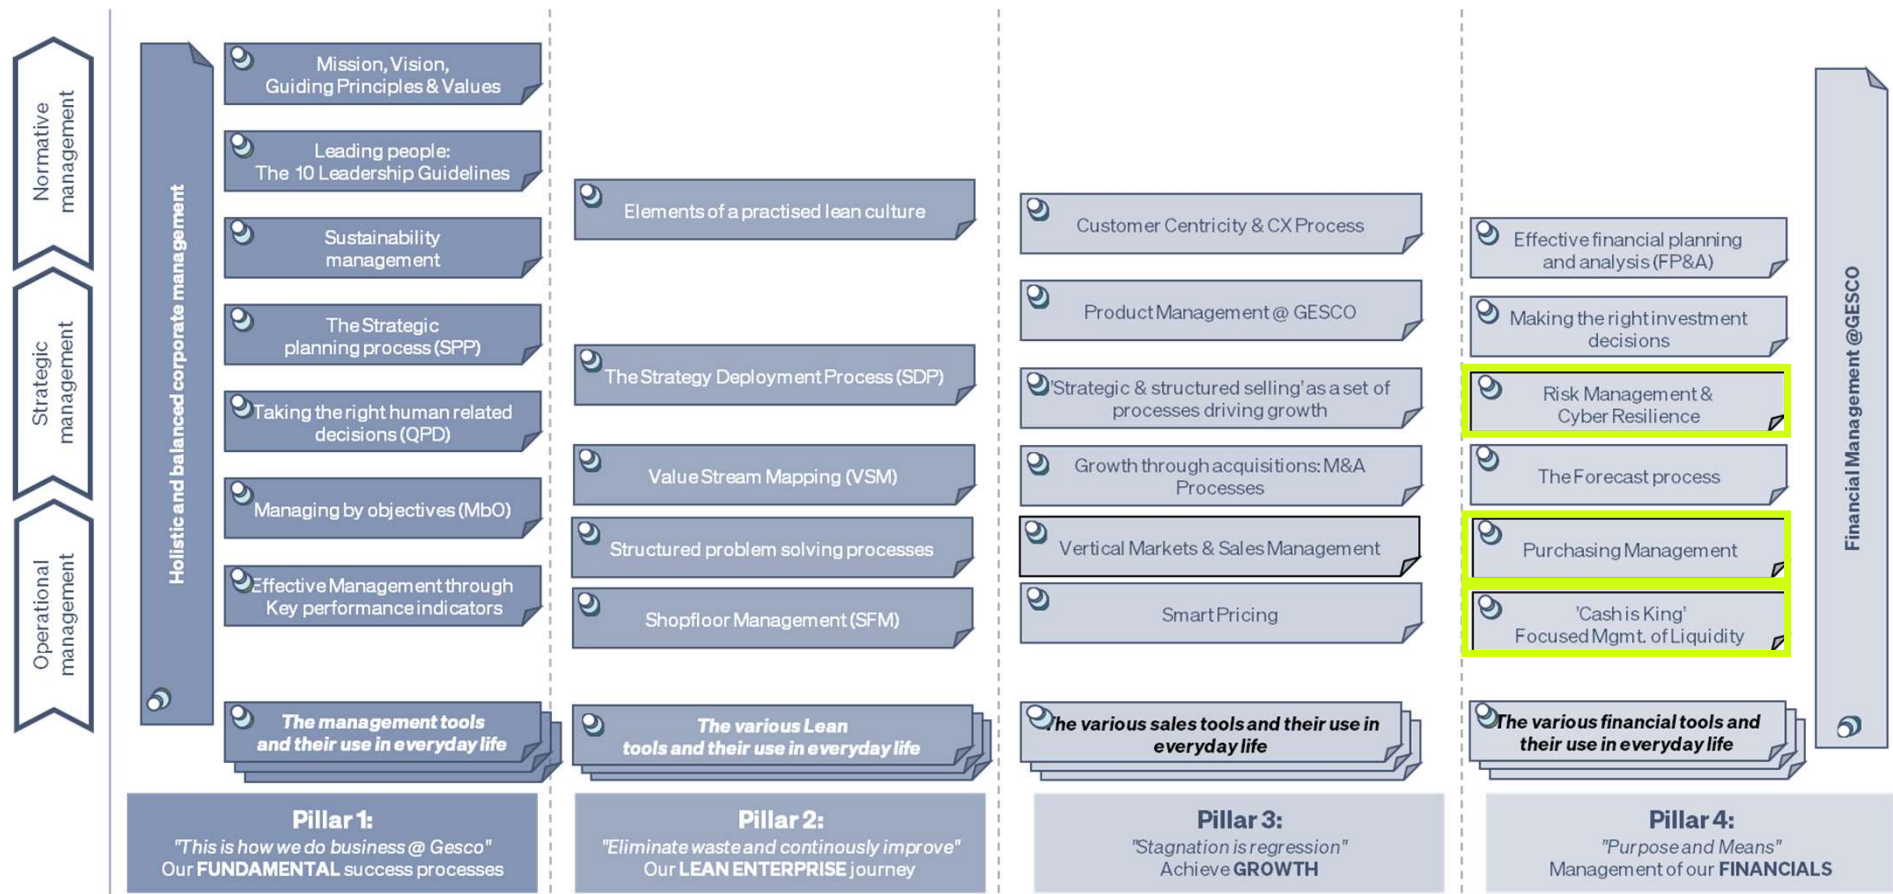 Normative
management
Strategic
management
Operational
management
Holistic and balanced corporate management
Mission, Vision,
Guiding Principles & Values
Leading people:
The 10 Leadership Guidelines
Sustainability
management
The Strategic
planning process (SPP)
Taking the right human related
decisions (QPD)
Managing by objectives (MbO)
Effective Management through
Key performance indicators
The management tools
and their use in everyday life
Pillar 1:
"This is how we do business @ Gesco"
Our FUNDAMENTAL success processes
Elements of a practised lean culture
The Strategy Deployment Process (SDP)
Value Stream Mapping (VSM)
Structured problem solving processes
Shopfloor Management (SFM)
The various Lean
tools and their use in everyday life
Pillar 2:
"Eliminate waste and continously improve"
Our LEAN ENTERPRISE journey
Customer Centricity & CX Process
Product Management @ GESCO
'Strategic & structured selling' as a set of
processes driving growth
Growth through acquisitions: M&A
Processes
Vertical Markets & Sales Management
Smart Pricing
The various sales tools and their use in
everyday life
Pillar 3:
"Stagnation is regression"
Achieve GROWTH
Effective financial planning
and analysis (FP&A)
Making the right investment
decisions
Risk Management &
Cyber Resilience
The Forecast process
Purchasing Management
'Cash is King'
Focused Mgmt. of Liquidity
The various financial tools and
their use in everyday life
Pillar 4:
"Purpose and Means"
Management of our FINANCIALS
Financial Management @GESCO